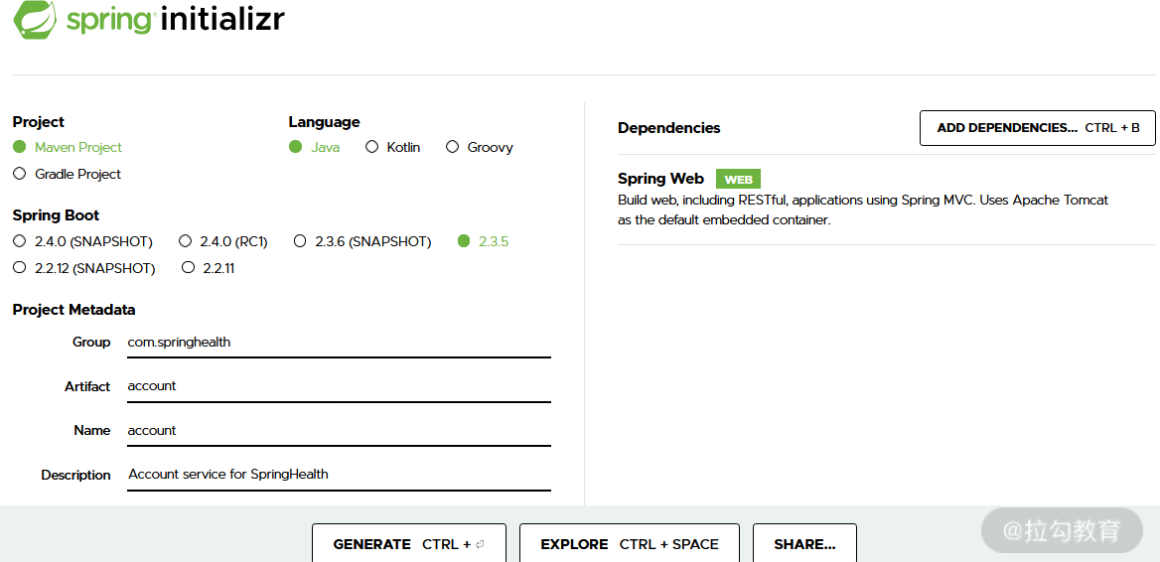 spring initializr
Project
Maven Project
Gradle Project
Language
Java Kotlin Groovy
Spring Boot
2.4.0 (SNAPSHOT) 2.4.0 (RC1) 2.3.6 (SNAPSHOT) 2.3.5
2.2.12 (SNAPSHOT) 2.2.11
Project Metadata
Group com.springhealth
Artifact account
Name account
Description Account service for SpringHealth
Dependencies
ADD DEPENDENCIES... CTRL + B
Spring Web WEB
Build web, including RESTful, applications using Spring MVC. Uses Apache Tomcat
as the default embedded container.
GENERATE CTRL + ⏎
EXPLORE CTRL + SPACE
SHARE...
@拉勾教育